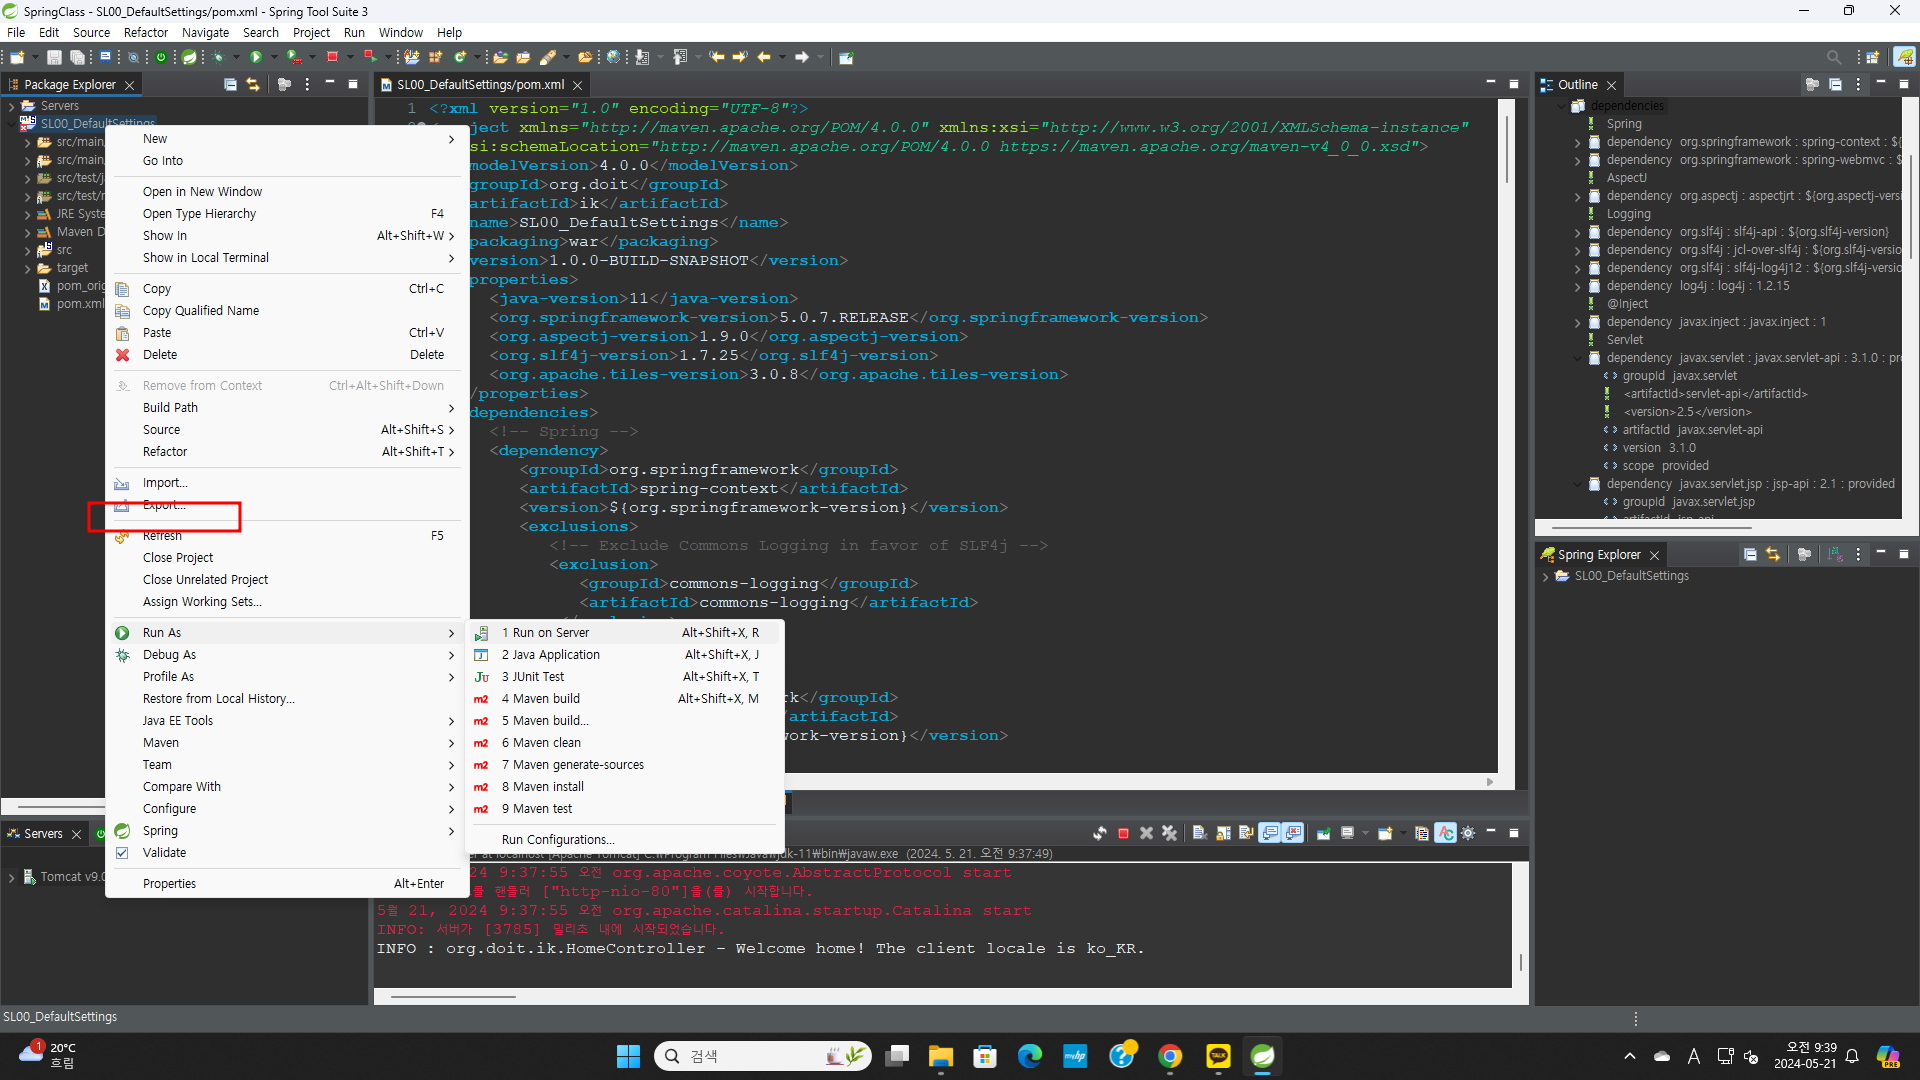 SpringClass - SL00_DefaultSettings/pom.xml - Spring Tool Suite 3
File Edit Source Refactor Navigate Search Project Run Window Help
Package Explorer
Servers
SL00_DefaultSettings
src/main,
src/main,
src/test/j
src/test/r
JRE Syste
Maven D
src
target
pom_orig
pom.xml
New
Go Into
Open in New Window
Open Type Hierarchy F4
Show In Alt+Shift+W
Show in Local Terminal
Copy Ctrl+C
Copy Qualified Name
Paste Ctrl+V
Delete Delete
Remove from Context Ctrl+Alt+Shift+Down
Build Path
Source Alt+Shift+S
Refactor Alt+Shift+T
Import...
Export...
Refresh F5
Close Project
Close Unrelated Project
Assign Working Sets...
Run As
Debug As
Profile As
Restore from Local History...
Java EE Tools
Maven
Team
Compare With
Configure
Spring
Validate
Properties Alt+Enter
1 Run on Server Alt+Shift+X, R
2 Java Application Alt+Shift+X, J
3 JUnit Test Alt+Shift+X, T
4 Maven build Alt+Shift+X, M
5 Maven build...
6 Maven clean
7 Maven generate-sources
8 Maven install
9 Maven test
Run Configurations...
SL00_DefaultSettings/pom.xml
1 <?xml version="1.0" encoding="UTF-8"?>
ject xmlns="http://maven.apache.org/POM/4.0.0" xmlns:xsi="http://www.w3.org/2001/XMLSchema-instance"
si:schemaLocation="http://maven.apache.org/POM/4.0.0 https://maven.apache.org/maven-v4_0_0.xsd">
modelVersion>4.0.0</modelVersion>
groupId>org.doit</groupId>
artifactId>ik</artifactId>
name>SL00_DefaultSettings</name>
packaging>war</packaging>
version>1.0.0-BUILD-SNAPSHOT</version>
properties>
<java-version>11</java-version>
<org.springframework-version>5.0.7.RELEASE</org.springframework-version>
<org.aspectj-version>1.9.0</org.aspectj-version>
<org.slf4j-version>1.7.25</org.slf4j-version>
<org.apache.tiles-version>3.0.8</org.apache.tiles-version>
/properties>
dependencies>
<!-- Spring -->
<dependency>
<groupId>org.springframework</groupId>
<artifactId>spring-context</artifactId>
<version>${org.springframework-version}</version>
<exclusions>
<!-- Exclude Commons Logging in favor of SLF4j -->
<exclusion>
<groupId>commons-logging</groupId>
<artifactId>commons-logging</artifactId>
rk</groupId>
artifactId>
work-version}</version>
Outline
dependencies
Spring
dependency org.springframework : spring-context : ${
dependency org.springframework : spring-webmvc : $
AspectJ
dependency org.aspectj : aspectjrt : ${org.aspectj-versi
Logging
dependency org.slf4j : slf4j-api : ${org.slf4j-version}
dependency org.slf4j : jcl-over-slf4j : ${org.slf4j-versio
dependency org.slf4j : slf4j-log4j12 : ${org.slf4j-versio
dependency log4j : log4j : 1.2.15
@Inject
dependency javax.inject : javax.inject : 1
Servlet
dependency javax.servlet : javax.servlet-api : 3.1.0 : pr
groupId javax.servlet
<artifactId>servlet-api</artifactId>
<version>2.5</version>
artifactId javax.servlet-api
version 3.1.0
scope provided
dependency javax.servlet.jsp : jsp-api : 2.1 : provided
groupId javax.servlet.jsp
artifactId jsp-api
Spring Explorer
SL00_DefaultSettings
Servers
Tomcat v9.0
er at localhost [Apache Tomcat] C:₩Program Files₩Java₩jdk-11₩bin₩javaw.exe (2024. 5. 21. 오전 9:37:49)
24 9:37:55 오전 org.apache.coyote.AbstractProtocol start
를 핸들러 ["http-nio-80"]을(를) 시작합니다.
5월 21, 2024 9:37:55 오전 org.apache.catalina.startup.Catalina start
INFO: 서버가 [3785] 밀리초 내에 시작되었습니다.
INFO : org.doit.ik.HomeController - Welcome home! The client locale is ko_KR.
SL00_DefaultSettings
1
20°C
흐림
검색
my.hp
TALK
A
오전 9:39
2024-05-21
PRE